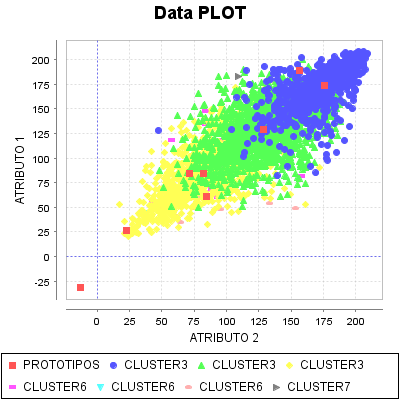 Data PLOT
ATRIBUTO 1
200
175
150
125
100
75
50
25
0
-25
0 25 50 75 100 125 150 175 200
ATRIBUTO 2
PROTOTIPOS CLUSTER3 CLUSTER3 CLUSTER3
CLUSTER6 CLUSTER6 CLUSTER6 CLUSTER7